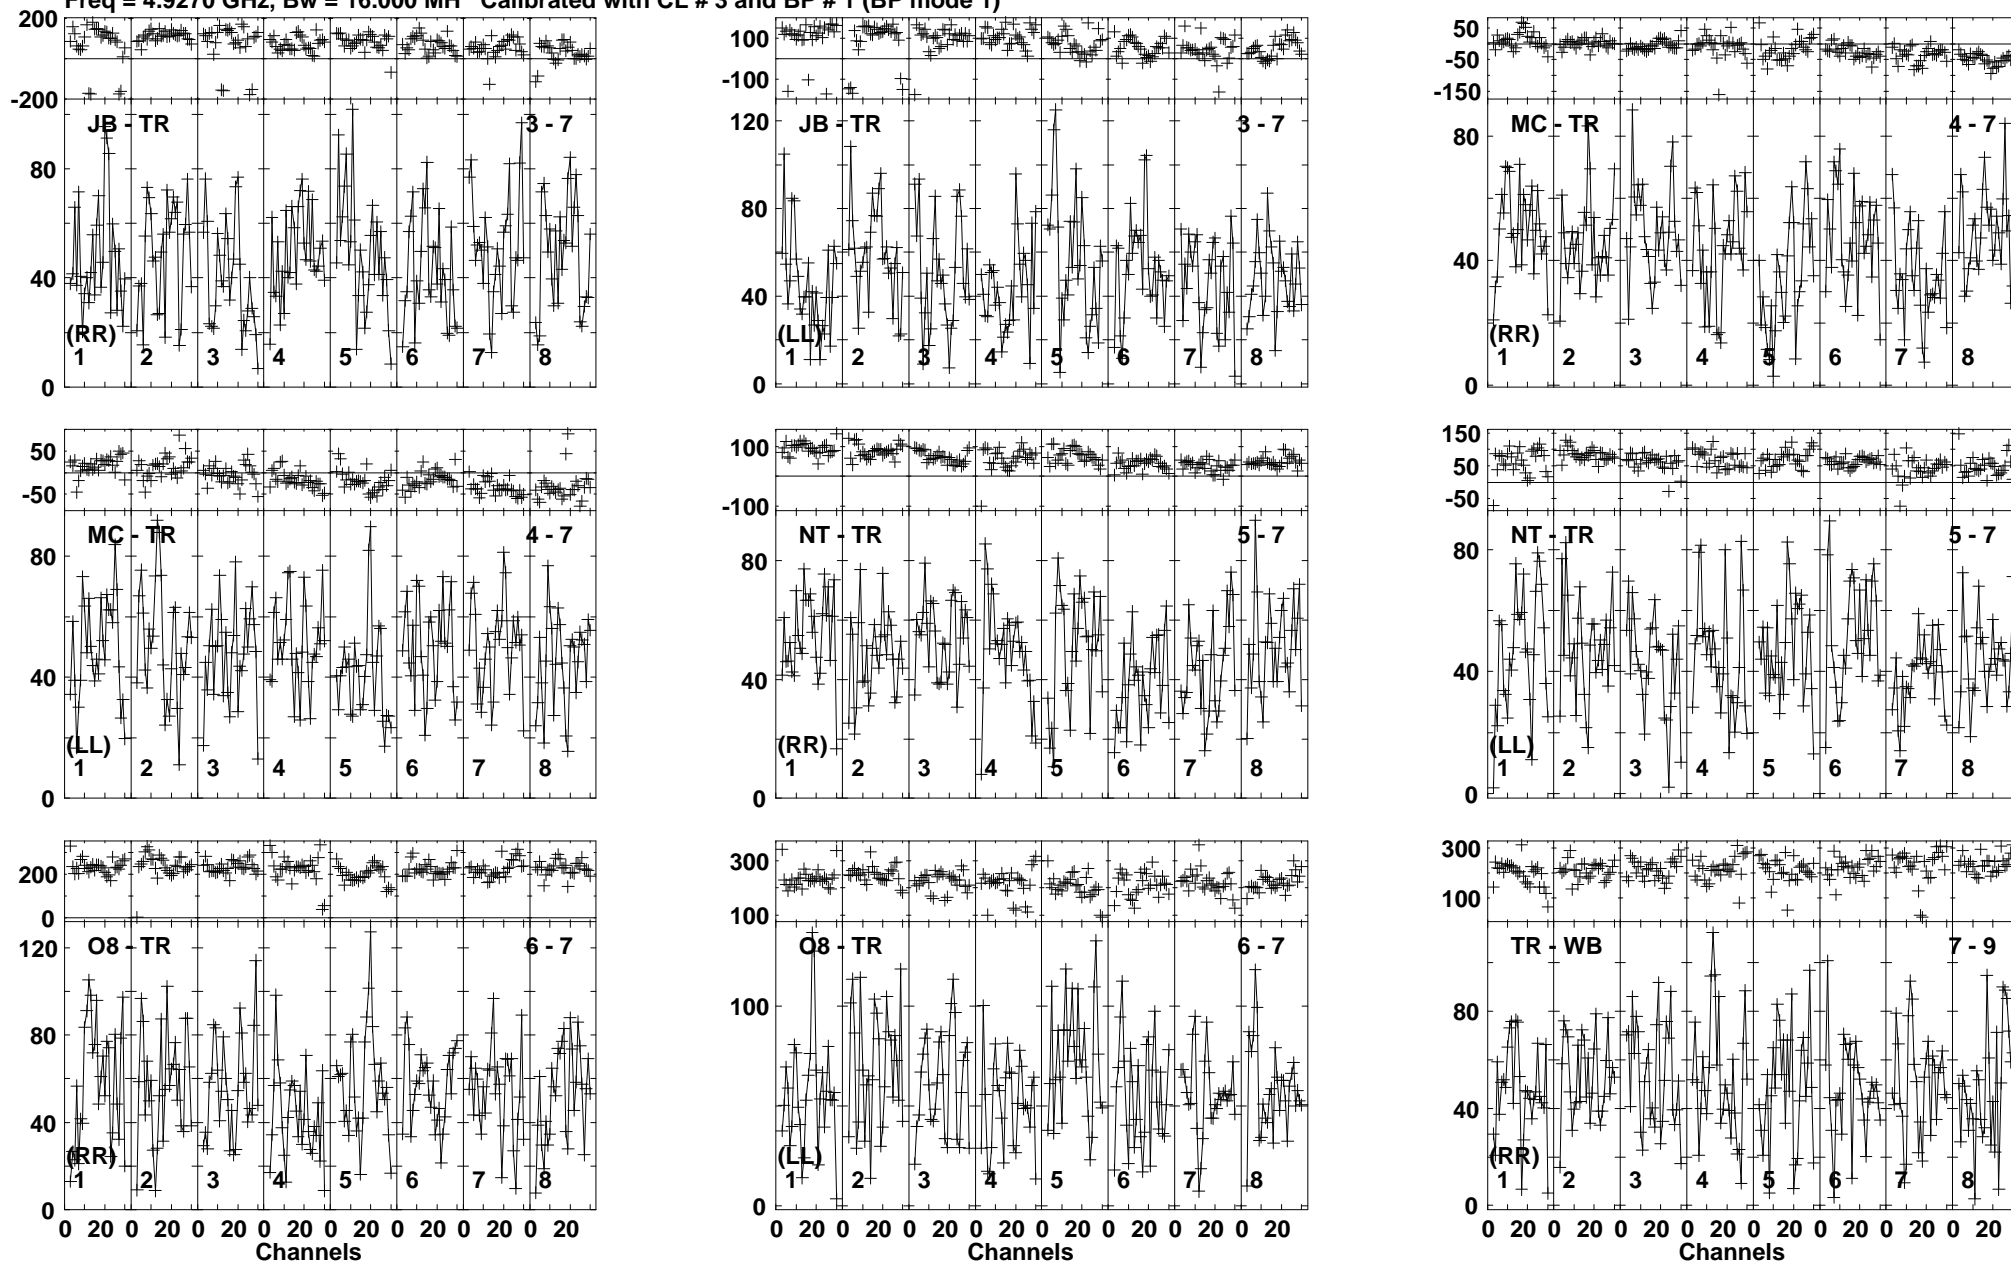 Freq = 4.9270 GHz, Bw = 16.000 MH Calibrated with CL # 3 and BP # 1 (BP mode 1)
200 100 50
-50
-200 -100 -150
JB - TR 3 - 7 JB - TR 3 - 7 MC - TR 4 - 7
120
80 80 80
40 40 40
(RR) (LL) (RR)
1 2 3 4 5 6 7 8 1 2 3 4 5 6 7 8 1 2 3 4 5 6 7 8
0 0 0
50 100 150
50
-50 -100 -50
MC - TR 4 - 7 NT - TR 5 - 7 NT - TR 5 - 7
80 80 80
40 40 40
(LL) (RR) (LL)
1 2 3 4 5 6 7 8 1 2 3 4 5 6 7 8 1 2 3 4 5 6 7 8
0 0 0
200 300 300
0 100 100
O8 - TR 6 - 7 O8 - TR 6 - 7 TR - WB 7 - 9
120
80 100 80
40 40
(RR) (LL) (RR)
1 2 3 4 5 6 7 8 1 2 3 4 5 6 7 8 1 2 3 4 5 6 7 8
0 0 0
0 20 0 20 0 20 0 20 0 20 0 20 0 20 0 20 0 20 0 20 0 20 0 20 0 20 0 20 0 20 0 20 0 20 0 20 0 20 0 20 0 20 0 20 0 20 0 20
Channels Channels